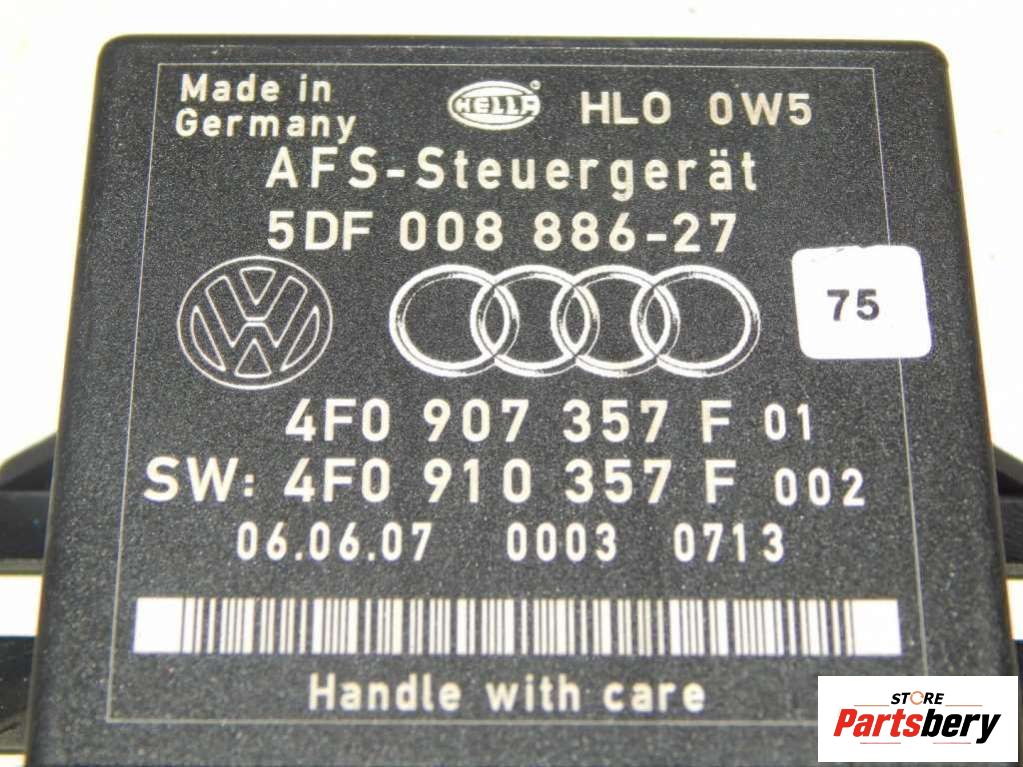 Made in
Germany
HELLA
HLO 0W5
AFS-Steuergerät
5DF 008 886-27
75
4F0 907 357 F 01
SW: 4F0 910 357 F 002
06.06.07 0003 0713
Handle with care
STORE
Partsbery